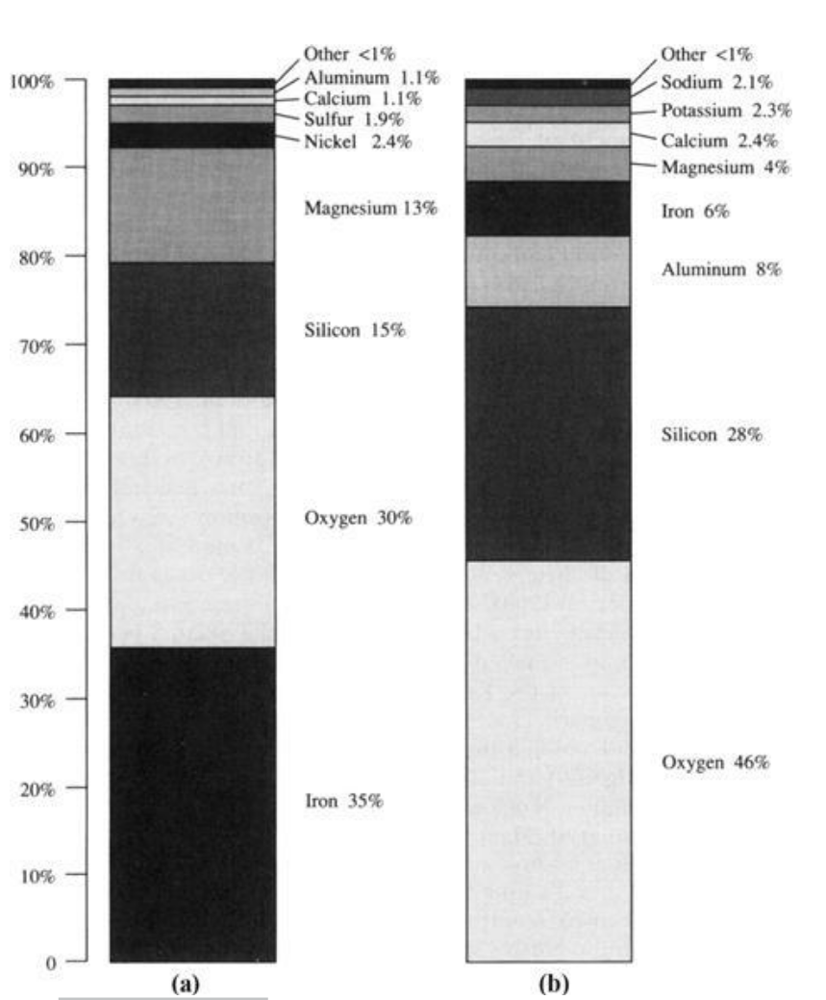 Other <1%
Aluminum 1.1%
Calcium 1.1%
Sulfur 1.9%
Nickel 2.4%
Magnesium 13%
Silicon 15%
Oxygen 30%
Iron 35%
100%
90%
80%
70%
60%
50%
40%
30%
20%
10%
0
(a)
Other <1%
Sodium 2.1%
Potassium 2.3%
Calcium 2.4%
Magnesium 4%
Iron 6%
Aluminum 8%
Silicon 28%
Oxygen 46%
(b)